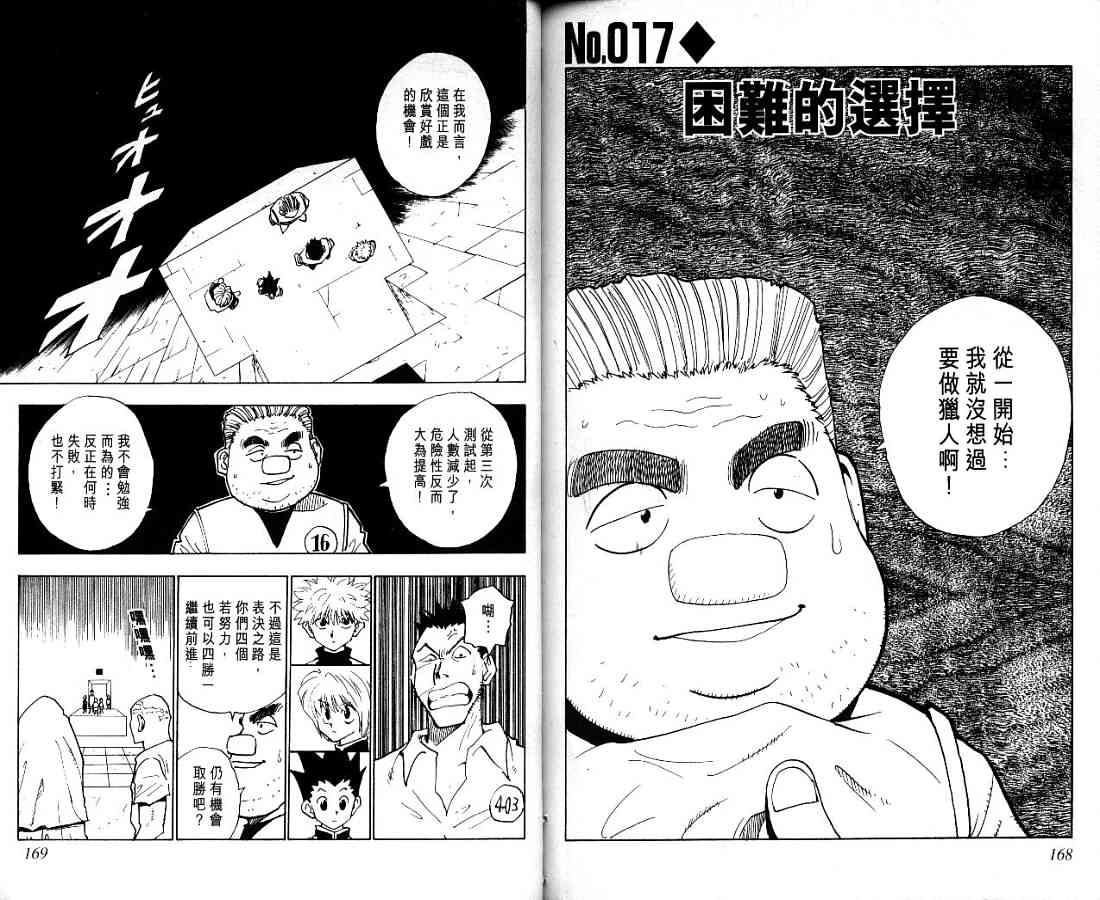 No.017◆
困難的選擇
從一開始…
我就沒想過
要做獵人啊！
168
在我而言，
這個正是
欣賞好戲
的機會！
ヒュオオオオ
從第三次
測試起，
人數減少了，
危險性反而
大為提高！
16
我不會勉強
而為的…
反正在何時
失敗，
也不打緊！
嘲…
403
不過這是
表決之路，
你們四個
若努力，
也可以四勝一
繼續前進…
仍有機會
取勝吧？
嘿嘿嘿…
169